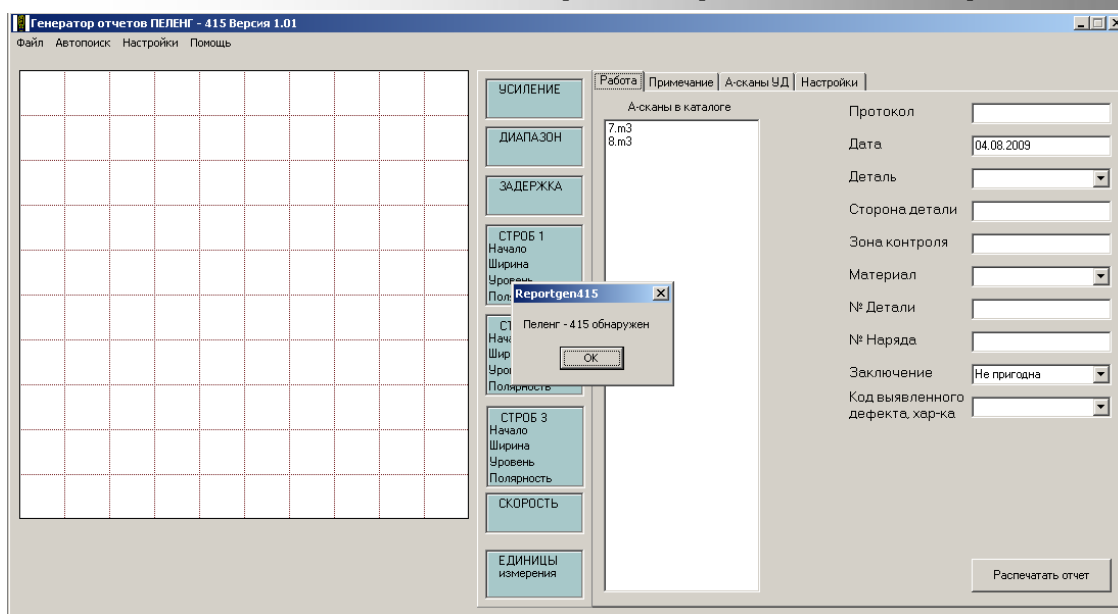 Генератор отчетов ПЕЛЕНГ - 415 Версия 1.01
Файл Автопоиск Настройки Помощь
УСИЛЕНИЕ
ДИАПАЗОН
ЗАДЕРЖКА
СТРОБ 1
Начало
Ширина
Уровень
Начало
Полярность
СТРОБ 3
Начало
Ширина
Уровень
Полярность
СКОРОСТЬ
ЕДИНИЦЫ
измерения
Reportgen415
Пеленг - 415 обнаружен
OK
Работа Примечание А-сканы УД Настройки
А-сканы в каталоге
7.m3
8.m3
Протокол
Дата 04.08.2009
Деталь
Сторона детали
Зона контроля
Материал
№ Детали
№ Наряда
Заключение Не пригодна
Код выявленного
дефекта, хар-ка
Распечатать отчет